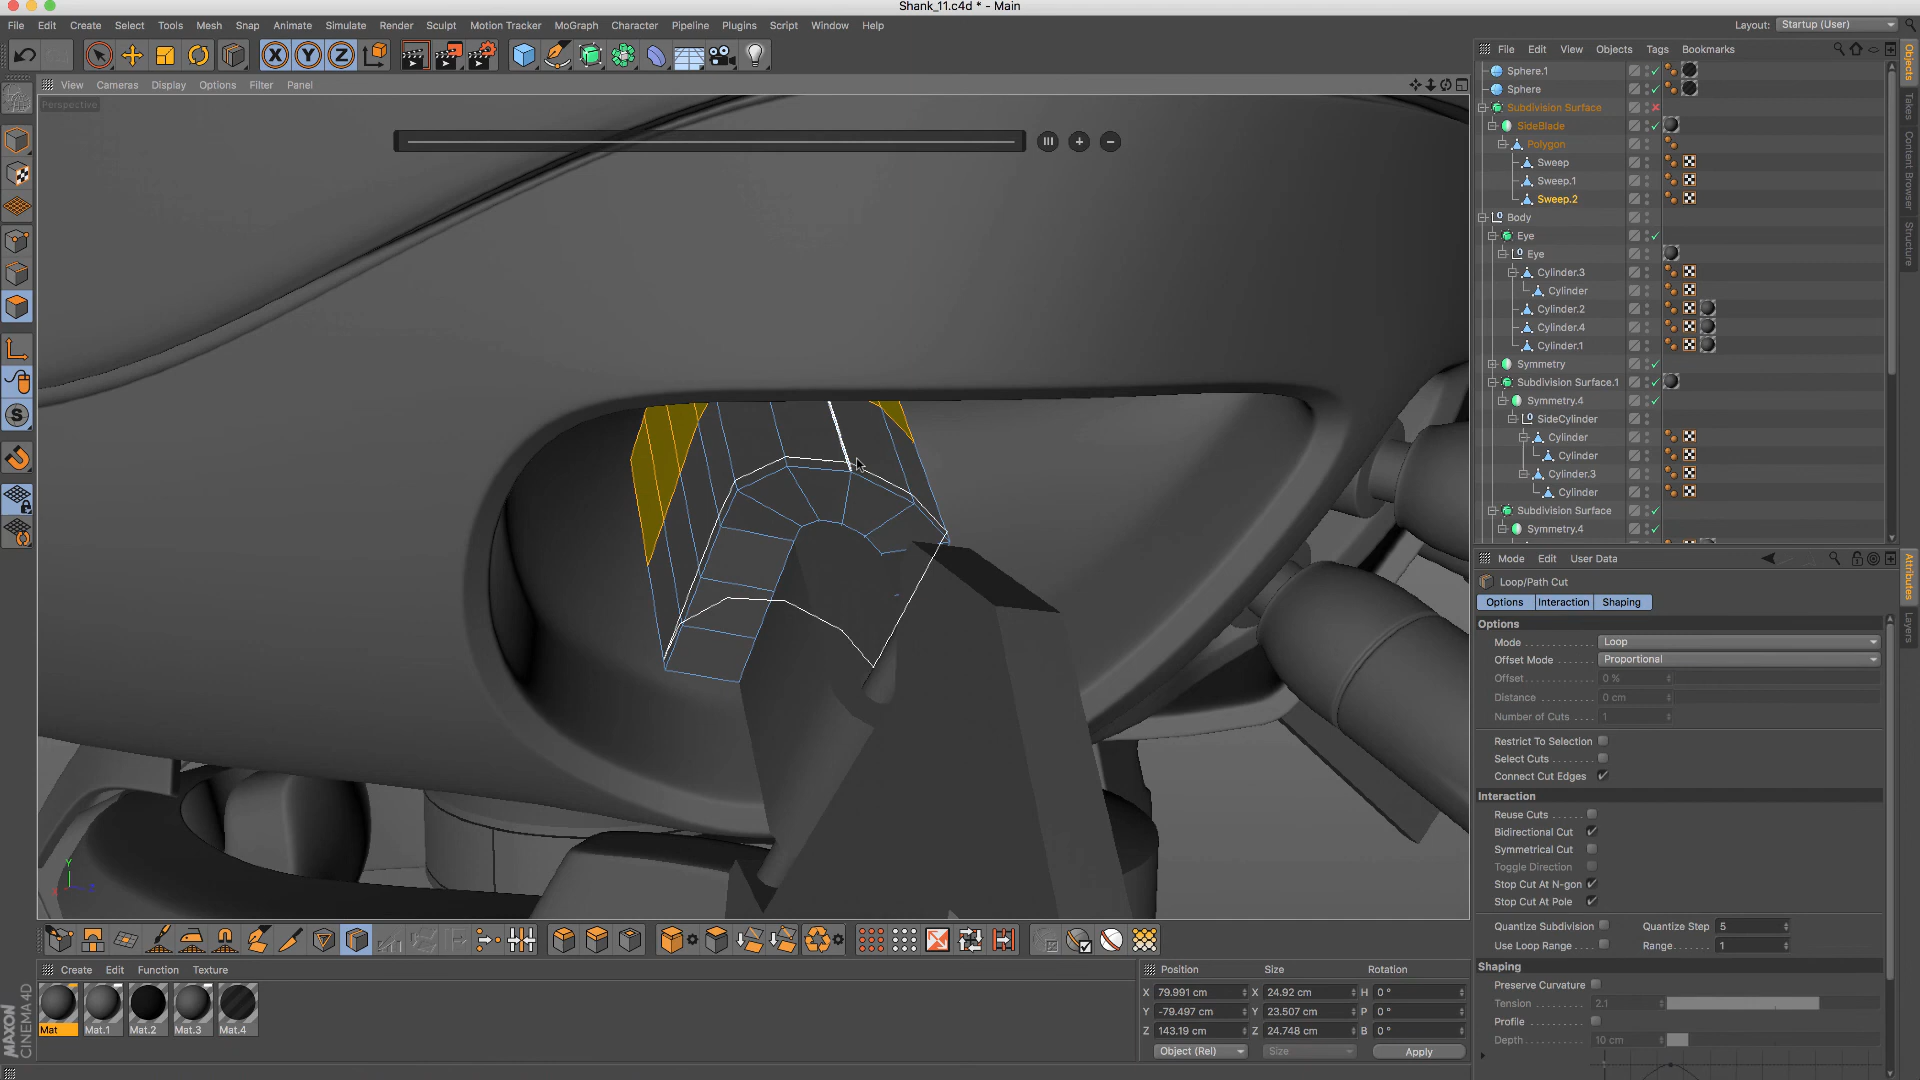 Shank_11.c4d * - Main
File Edit Create Select Tools Mesh Snap Animate Simulate Render Sculpt Motion Tracker MoGraph Character Pipeline Plugins Script Window Help
Layout: Startup (User)
X Y Z
View Cameras Display Options Filter Panel
Perspective
File Edit View Objects Tags Bookmarks
Sphere.1
Sphere
Subdivision Surface
SideBlade
Polygon
Sweep
Sweep.1
Sweep.2
Body
Eye
Eye
Cylinder.3
Cylinder
Cylinder.2
Cylinder.4
Cylinder.1
Symmetry
Subdivision Surface.1
Symmetry.4
SideCylinder
Cylinder
Cylinder
Cylinder.3
Cylinder
Subdivision Surface
Symmetry.4
Objects
Takes
Content Browser
Structure
Mode Edit User Data
Loop/Path Cut
Options Interaction Shaping
Options
Mode Loop
Offset Mode Proportional
Offset 0 %
Distance 0 cm
Number of Cuts 1
Restrict To Selection
Select Cuts
Connect Cut Edges
Interaction
Reuse Cuts
Bidirectional Cut
Symmetrical Cut
Toggle Direction
Stop Cut At N-gon
Stop Cut At Pole
Quantize Subdivision Quantize Step 5
Use Loop Range Range 1
Shaping
Preserve Curvature
Tension 2.1
Profile
Depth 10 cm
Attributes
Layers
Create Edit Function Texture
Mat Mat.1 Mat.2 Mat.3 Mat.4
MAXON CINEMA 4D
Position Size Rotation
X 79.991 cm X 24.92 cm H 0 °
Y -79.497 cm Y 23.507 cm P 0 °
Z 143.19 cm Z 24.748 cm B 0 °
Object (Rel) Size Apply